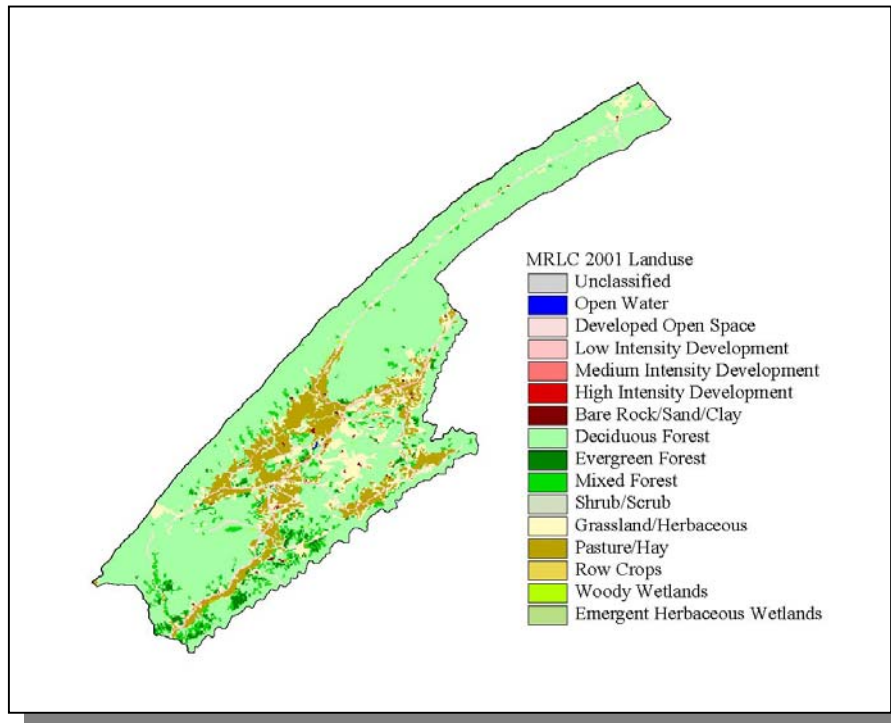 MRLC 2001 Landuse
Unclassified
Open Water
Developed Open Space
Low Intensity Development
Medium Intensity Development
High Intensity Development
Bare Rock/Sand/Clay
Deciduous Forest
Evergreen Forest
Mixed Forest
Shrub/Scrub
Grassland/Herbaceous
Pasture/Hay
Row Crops
Woody Wetlands
Emergent Herbaceous Wetlands